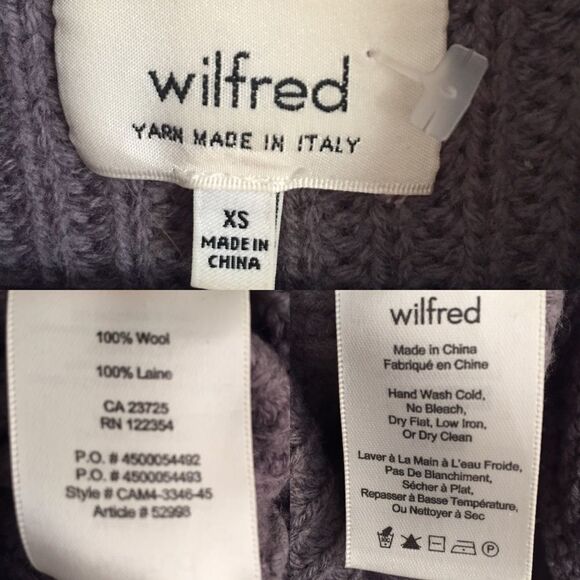 wilfred
YARN MADE IN ITALY
XS
MADE IN
CHINA
100% Wool
100% Laine
CA 23725
RN 122354
P.O. # 4500054492
P.O. # 4500054493
Style # CAM4-3346-45
Article # 52998
wilfred
Made in China
Fabriqué en Chine
Hand Wash Cold,
No Bleach,
Dry Flat, Low Iron,
Or Dry Clean
Laver à La Main à L'eau Froide,
Pas De Blanchiment,
Sécher à Plat,
Repasser à Basse Température,
Ou Nettoyer à Sec
P